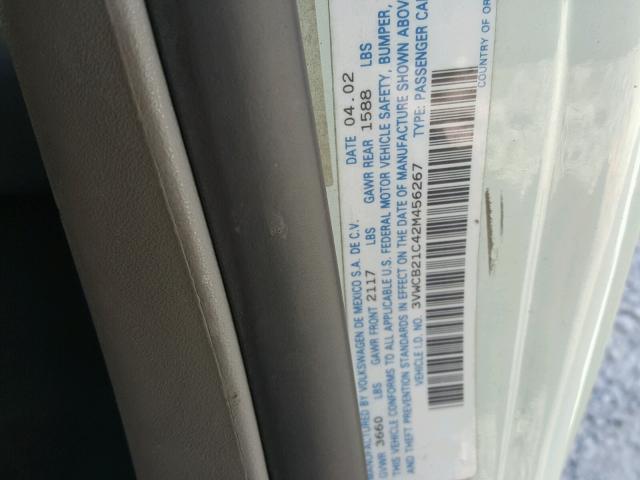 MANUFACTURED BY VOLKSWAGEN DE MEXICO S.A. DE C.V. DATE 04.02
GVWR 3660 LBS GAWR FRONT 2117 LBS GAWR REAR 1588 LBS
THIS VEHICLE CONFORMS TO ALL APPLICABLE U.S. FEDERAL MOTOR VEHICLE SAFETY, BUMPER,
AND THEFT PREVENTION STANDARDS IN EFFECT ON THE DATE OF MANUFACTURE SHOWN ABOVE
VEHICLE I.D. NO. 3VWCB21C42M456267 TYPE: PASSENGER CAR
COUNTRY OF OR